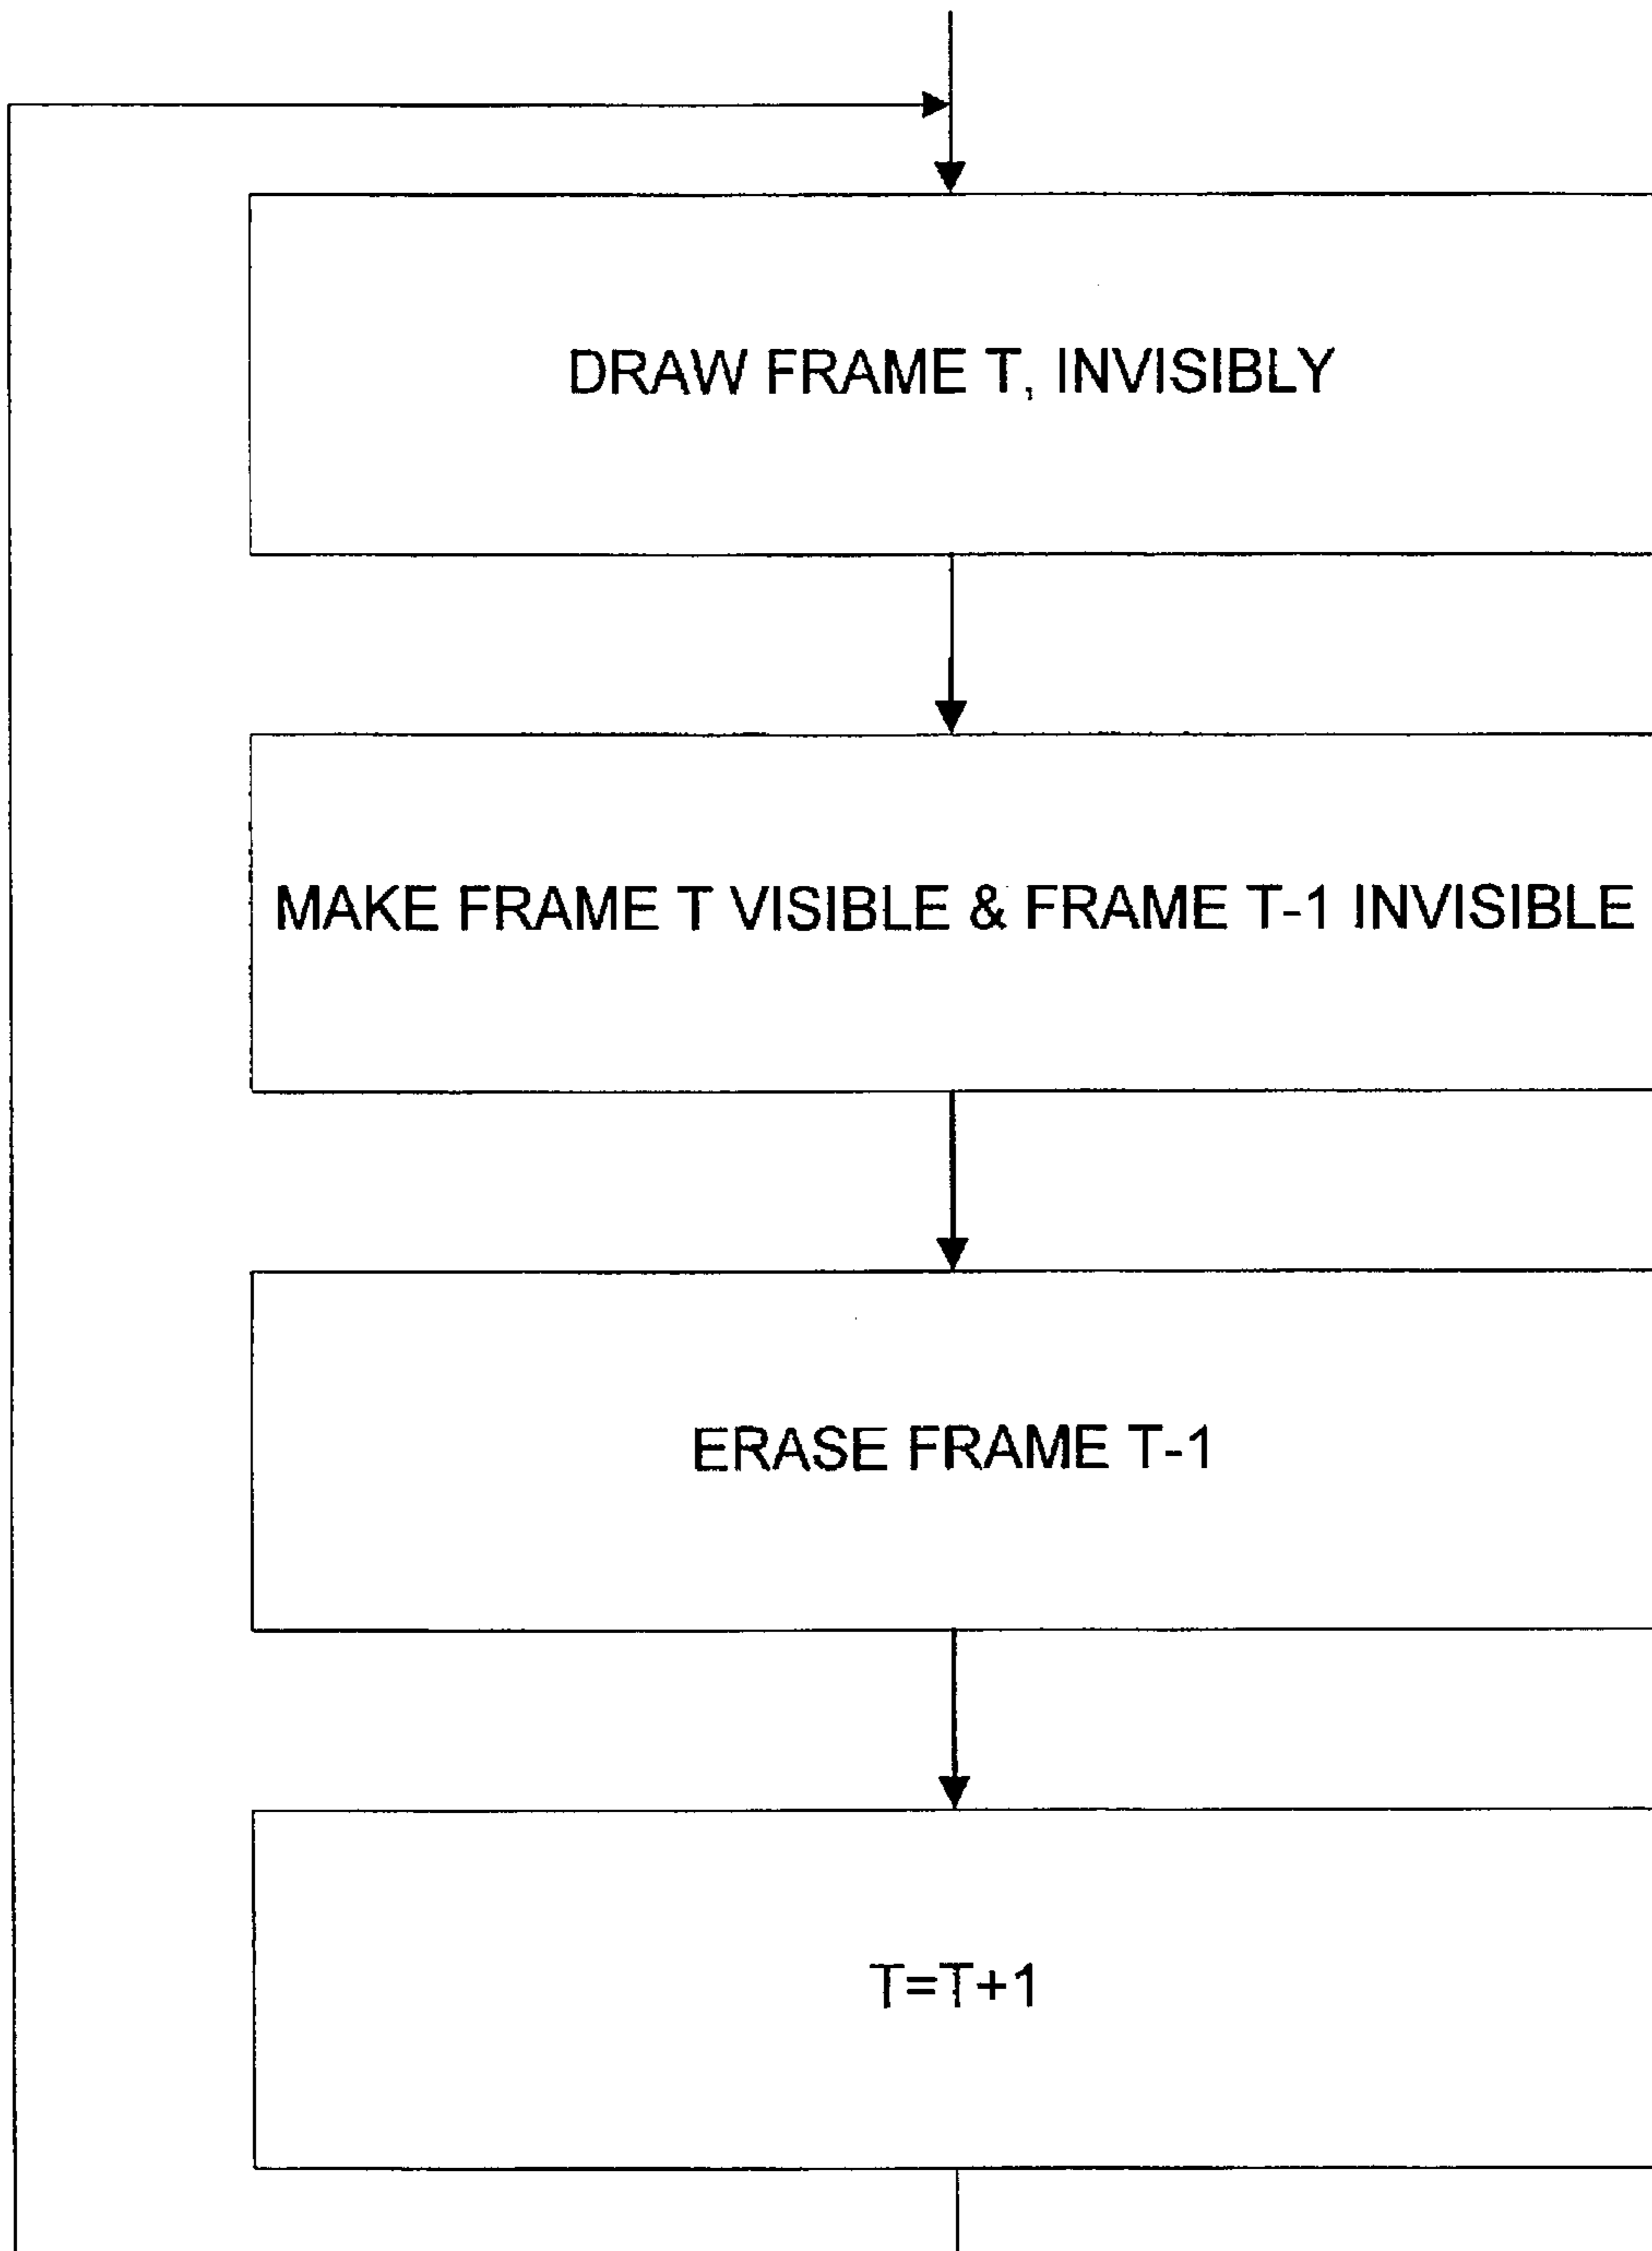 DRAW FRAME T, INVISIBLY
MAKE FRAME T VISIBLE & FRAME T-1 INVISIBLE
ERASE FRAME T-1
T=T+1